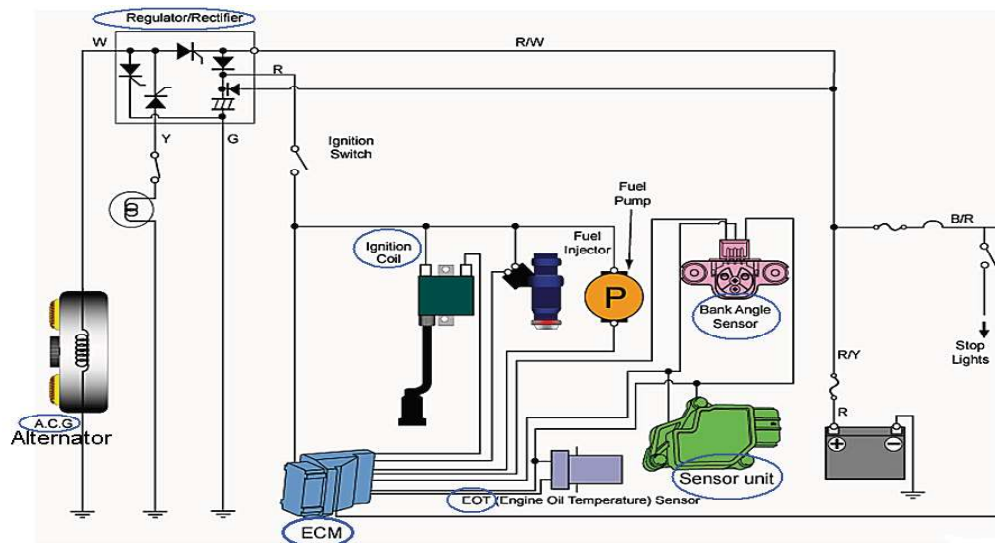 Regulator/Rectifier
W
R/W
R
Y
G
Ignition
Switch
Fuel
Pump
Ignition
Coil
Fuel
Injector
P
Bank Angle
Sensor
B/R
Stop
Lights
R/Y
R
A.C.G
Alternator
Sensor unit
EOT (Engine Oil Temperature) Sensor
ECM